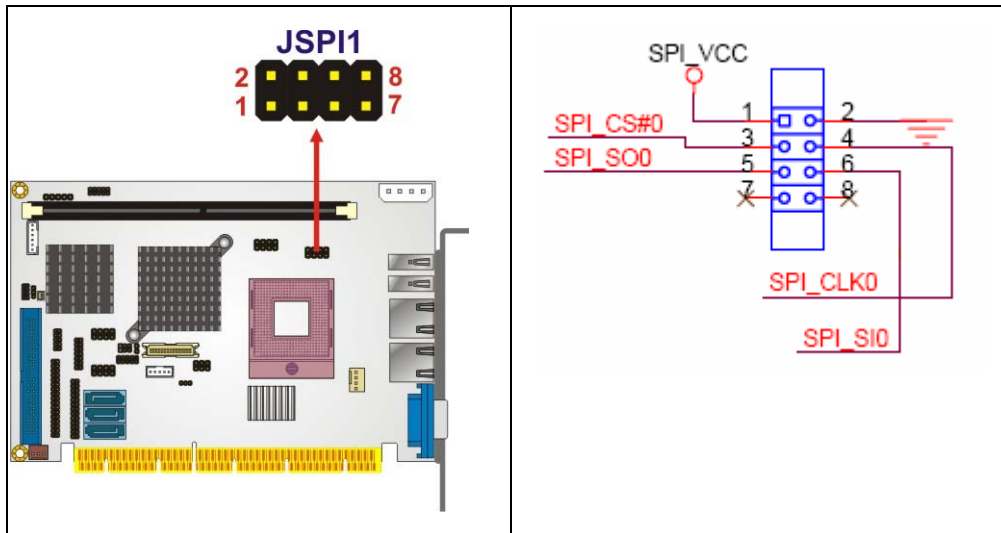 JSPI1
2 8
1 7
SPI_VCC
1 2
SPI_CS#0
3 4
SPI_SO0
5 6
7 8
SPI_CLK0
SPI_SI0